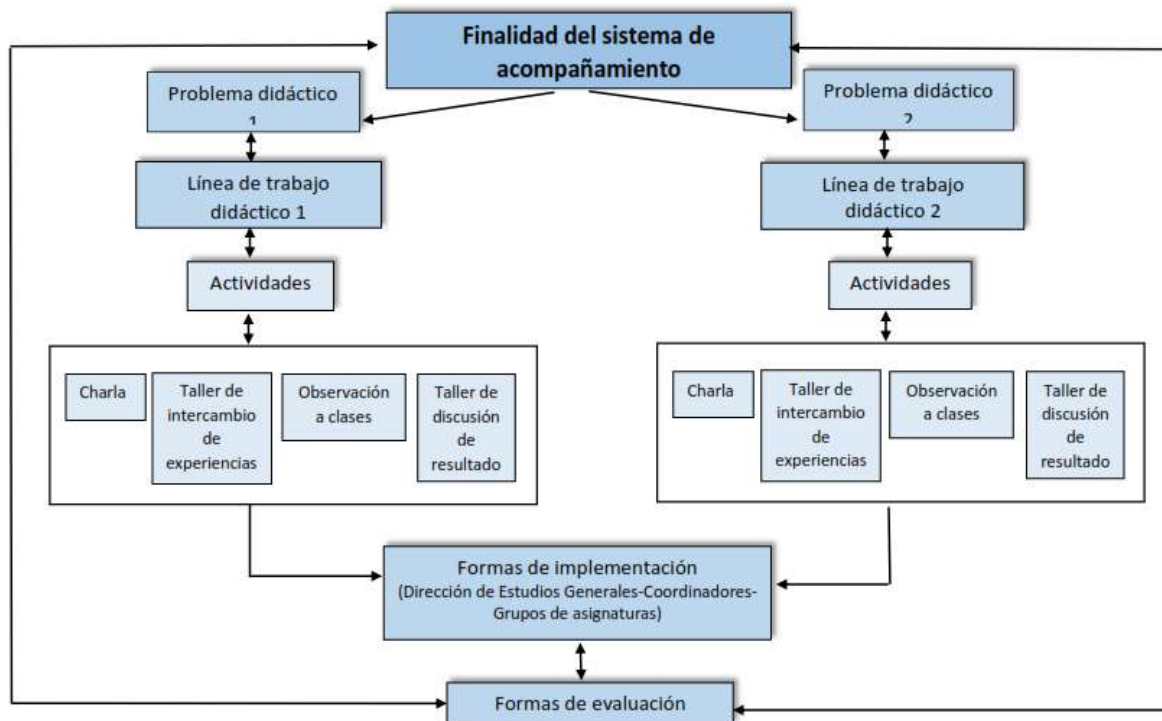 Finalidad del sistema de
acompañamiento
Problema didáctico
1
Problema didáctico
2
Línea de trabajo
didáctico 1
Línea de trabajo
didáctico 2
Actividades
Actividades
Charla
Taller de
intercambio
de
experiencias
Observación
a clases
Taller de
discusión
de
resultado
Charla
Taller de
intercambio
de
experiencias
Observación
a clases
Taller de
discusión
de
resultado
Formas de implementación
(Dirección de Estudios Generales-Coordinadores-
Grupos de asignaturas)
Formas de evaluación